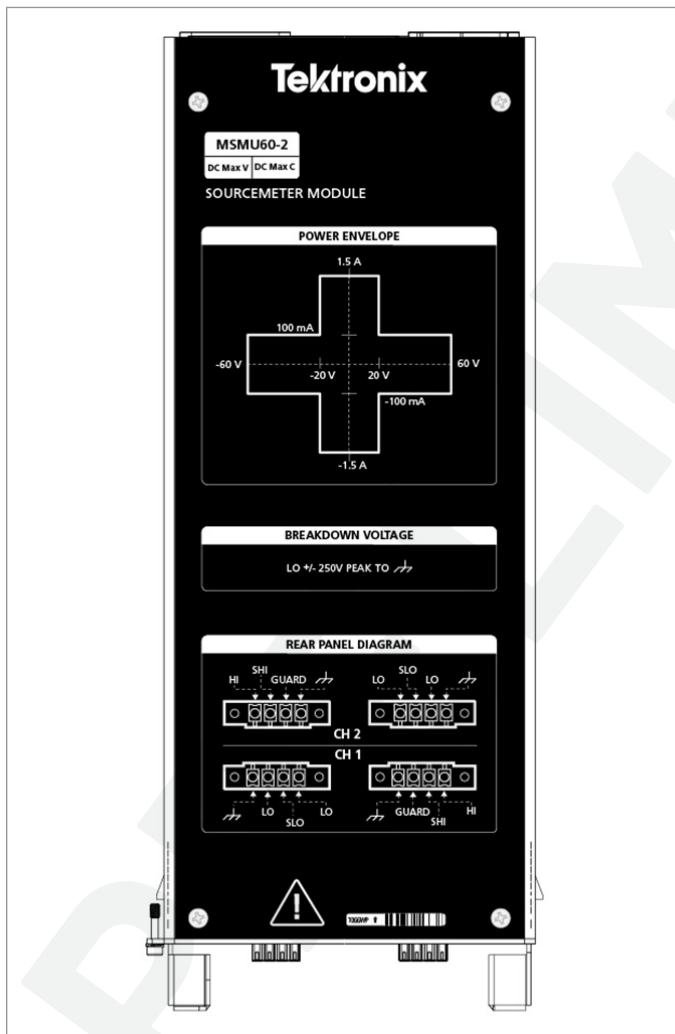 Tektronix
MSMU60-2
DC Max V DC Max C
SOURCEMETER MODULE
POWER ENVELOPE
1.5 A
100 mA
-60 V
-20 V 20 V
60 V
-100 mA
-1.5 A
BREAKDOWN VOLTAGE
LO +/- 250V PEAK TO
REAR PANEL DIAGRAM
HI SHI GUARD
LO SLO LO
CH 2
CH 1
LO SLO LO
GUARD SHI HI
!